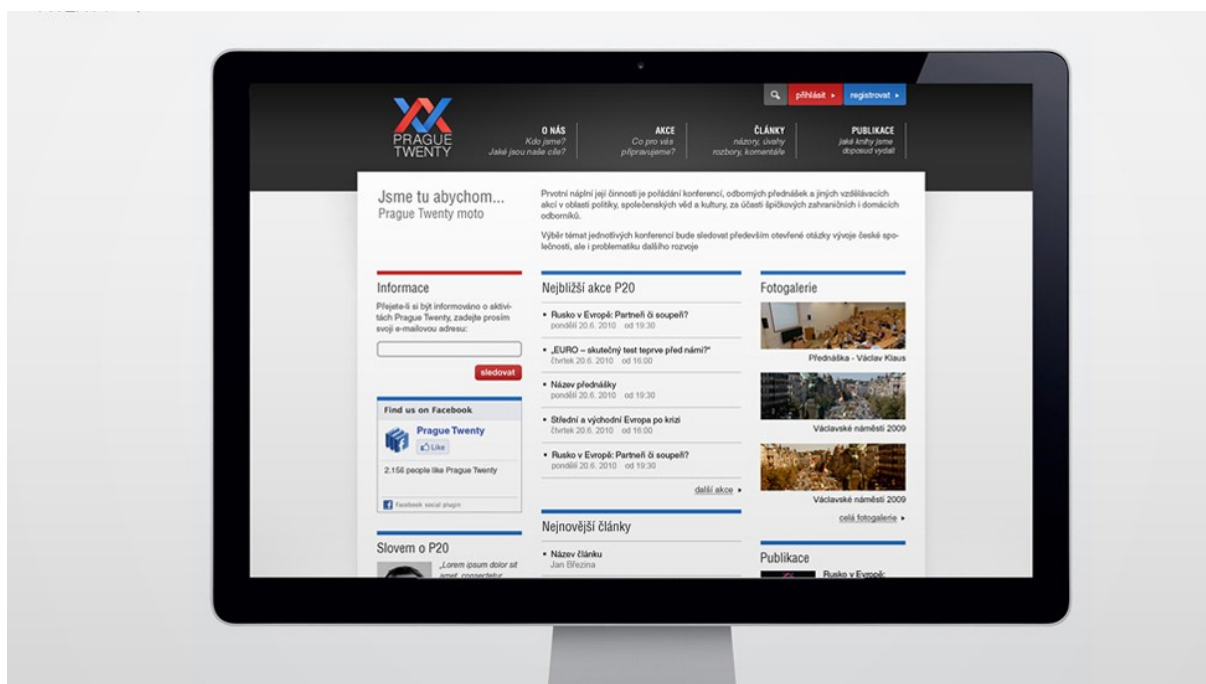 přihlásit
registrovat
PRAGUE
TWENTY
O NÁS
Kdo jsme?
Jaké jsou naše cíle?
AKCE
Co pro vás
připravujeme?
ČLÁNKY
názory, úvahy
rozbory, komentáře
PUBLIKACE
jaké knihy jsme
doposud vydali
Jsme tu abychom...
Prague Twenty moto
Prvotní náplní její činnosti je pořádání konferencí, odborných přednášek a jiných vzdělávacích
akcí v oblasti politiky, společenských věd a kultury, za účasti špičkových zahraničních i domácích
odborníků.
Výběr témat jednotlivých konferencí bude sledovat především otevřené otázky vývoje české spo-
lečnosti, ale i problematiku dalšího rozvoje
Informace
Přejete-li si být informováno o aktivi-
tách Prague Twenty, zadejte prosím
svoji e-mailovou adresu:
sledovat
Find us on Facebook
Prague Twenty
Like
2.156 people like Prague Twenty
Facebook social plugin
Slovem o P20
„Lorem ipsum dolor sit
amet, consectetur
Nejbližší akce P20
Rusko v Evropě: Partneři či soupeři?
pondělí 20.6. 2010 od 19:30
„EURO – skutečný test teprve před námi?"
čtvrtek 20.6. 2010 od 16:00
Název přednášky
pondělí 20.6. 2010 od 19:30
Střední a východní Evropa po krizi
čtvrtek 20.6. 2010 od 16:00
Rusko v Evropě: Partneři či soupeři?
pondělí 20.6. 2010 od 19:30
další akce
Nejnovější články
Název článku
Jan Březina
Fotogalerie
Přednáška - Václav Klaus
Václavské náměstí 2009
Václavské náměstí 2009
celá fotogalerie
Publikace
Rusko v Evropě: